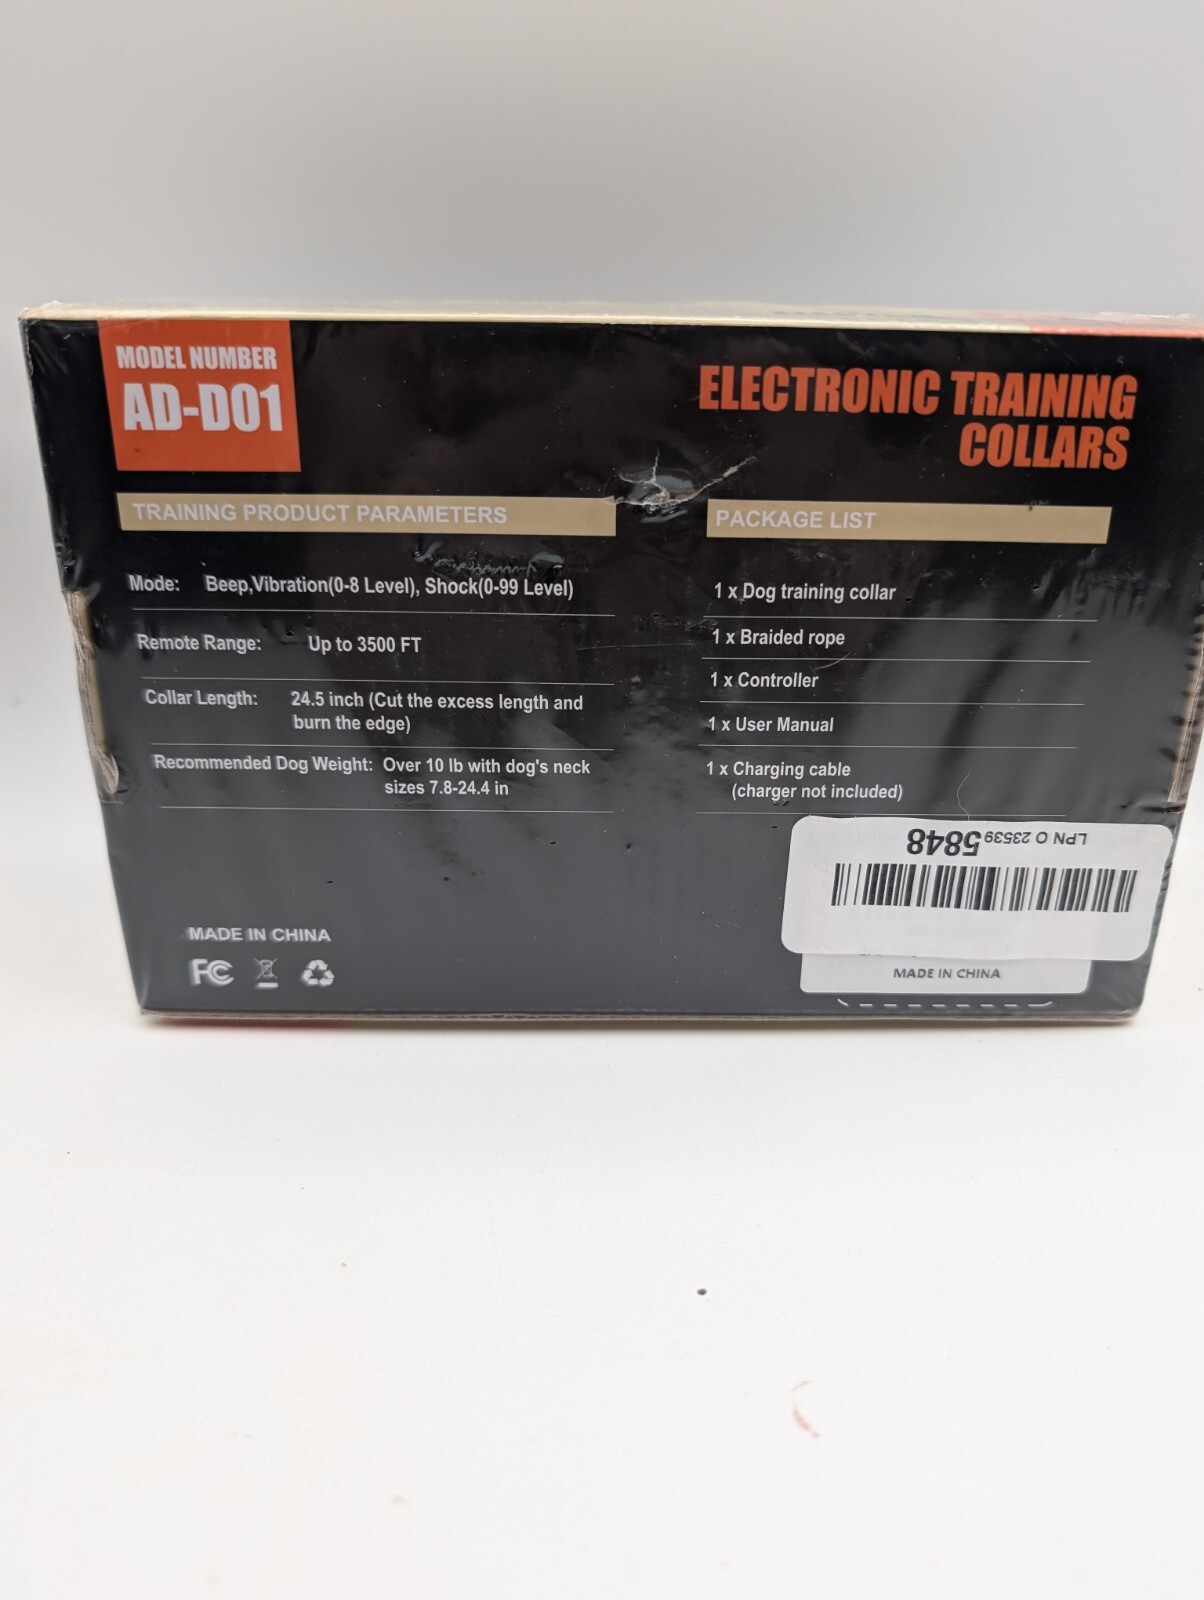 MODEL NUMBER
AD-D01
ELECTRONIC TRAINING
COLLARS
TRAINING PRODUCT PARAMETERS
Mode: Beep,Vibration(0-8 Level), Shock(0-99 Level)
Remote Range: Up to 3500 FT
Collar Length: 24.5 inch (Cut the excess length and
burn the edge)
Recommended Dog Weight: Over 10 lb with dog's neck
sizes 7.8-24.4 in
PACKAGE LIST
1 x Dog training collar
1 x Braided rope
1 x Controller
1 x User Manual
1 x Charging cable
(charger not included)
LPN O 23539 5848
MADE IN CHINA
FC
MADE IN CHINA